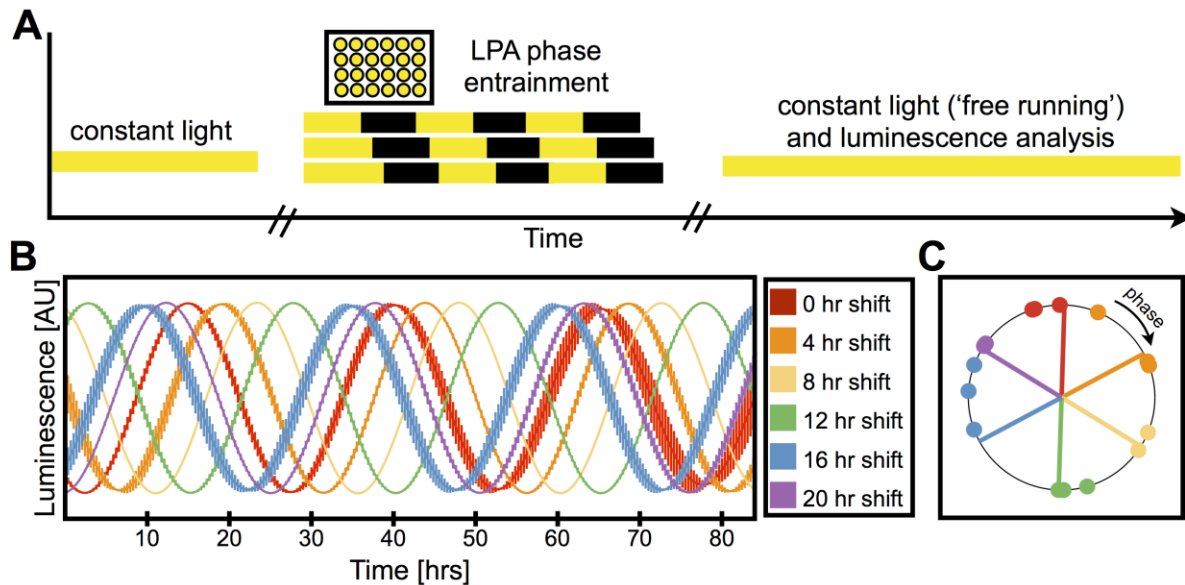 A
constant light
LPA phase
entrainment
constant light ('free running')
and luminescence analysis
Time
B
Luminescence [AU]
10
20
30
40
50
60
70
80
Time [hrs]
0 hr shift
4 hr shift
8 hr shift
12 hr shift
16 hr shift
20 hr shift
C
phase